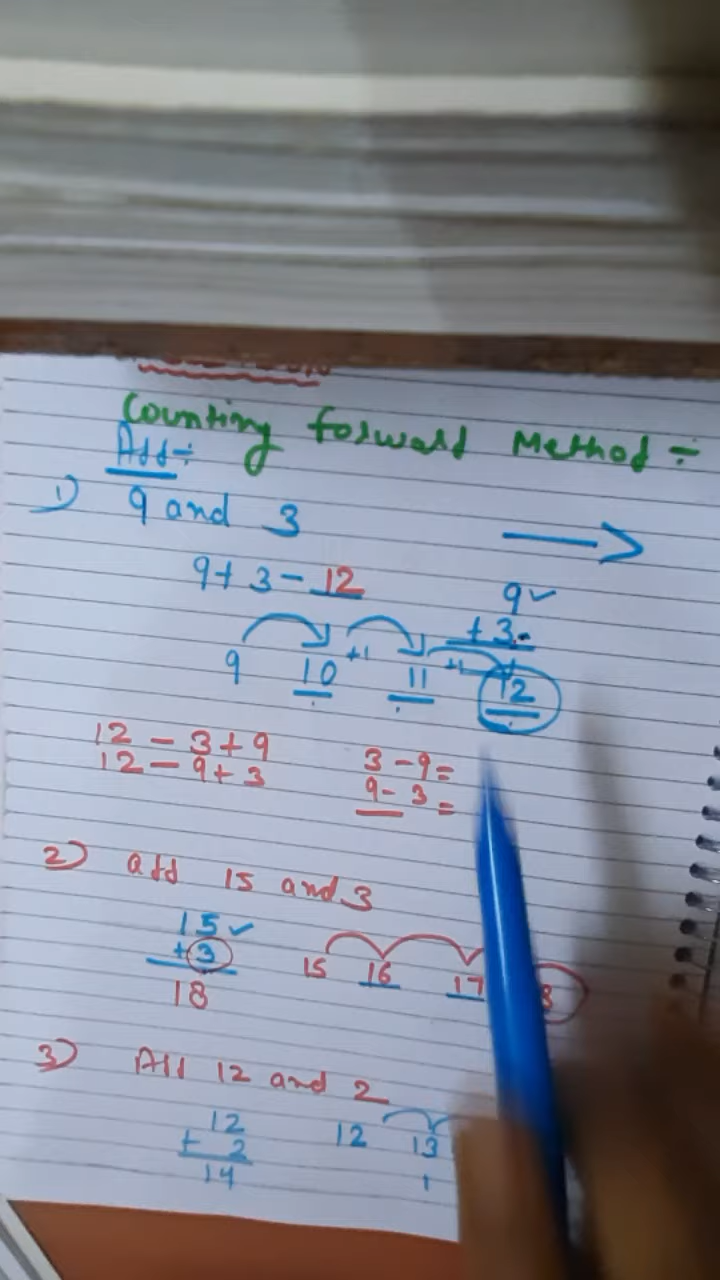 Counting forward Method ÷
Add ÷
1) 9 and 3
9 + 3 - 12
9
+ 3
12
9 10 +1 11 +1
12 - 3 + 9
12 - 9 + 3
3 - 9 =
9 - 3 =
2) add 15 and 3
15
+ 3
18
15 16 17 8
3) Add 12 and 2
12
+ 2
14
12 13
1